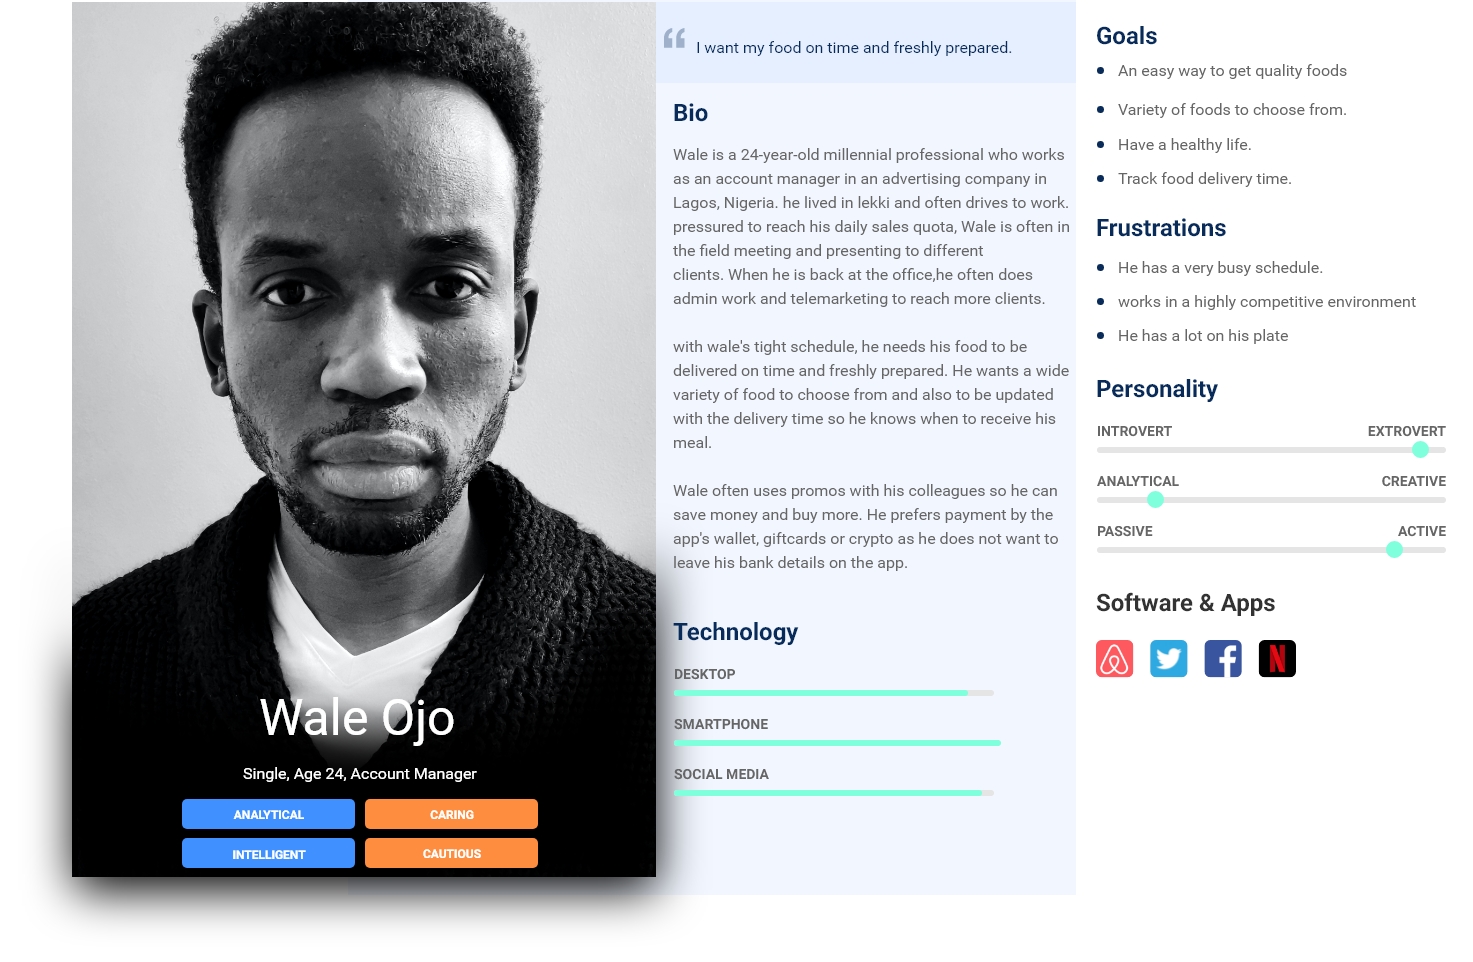 “
I want my food on time and freshly prepared.
Bio
Wale is a 24-year-old millennial professional who works
as an account manager in an advertising company in
Lagos, Nigeria. he lived in lekki and often drives to work.
pressured to reach his daily sales quota, Wale is often in
the field meeting and presenting to different
clients. When he is back at the office,he often does
admin work and telemarketing to reach more clients.
with wale's tight schedule, he needs his food to be
delivered on time and freshly prepared. He wants a wide
variety of food to choose from and also to be updated
with the delivery time so he knows when to receive his
meal.
Wale often uses promos with his colleagues so he can
save money and buy more. He prefers payment by the
app's wallet, giftcards or crypto as he does not want to
leave his bank details on the app.
Technology
DESKTOP
SMARTPHONE
SOCIAL MEDIA
Wale Ojo
Single, Age 24, Account Manager
ANALYTICAL
CARING
INTELLIGENT
CAUTIOUS
Goals
An easy way to get quality foods
Variety of foods to choose from.
Have a healthy life.
Track food delivery time.
Frustrations
He has a very busy schedule.
works in a highly competitive environment
He has a lot on his plate
Personality
INTROVERT EXTROVERT
ANALYTICAL CREATIVE
PASSIVE ACTIVE
Software & Apps